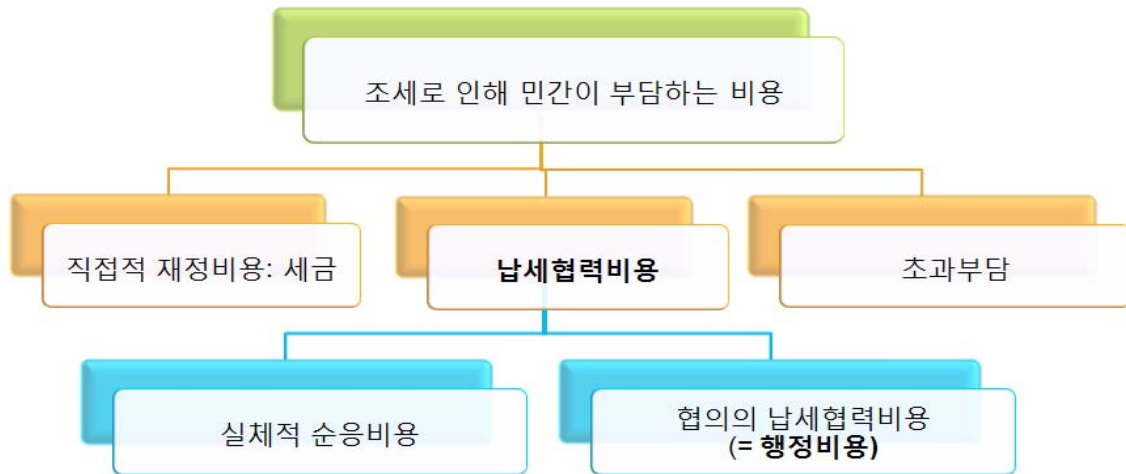 조세로 인해 민간이 부담하는 비용
직접적 재정비용: 세금
납세협력비용
초과부담
실체적 순응비용
협의의 납세협력비용
(= 행정비용)